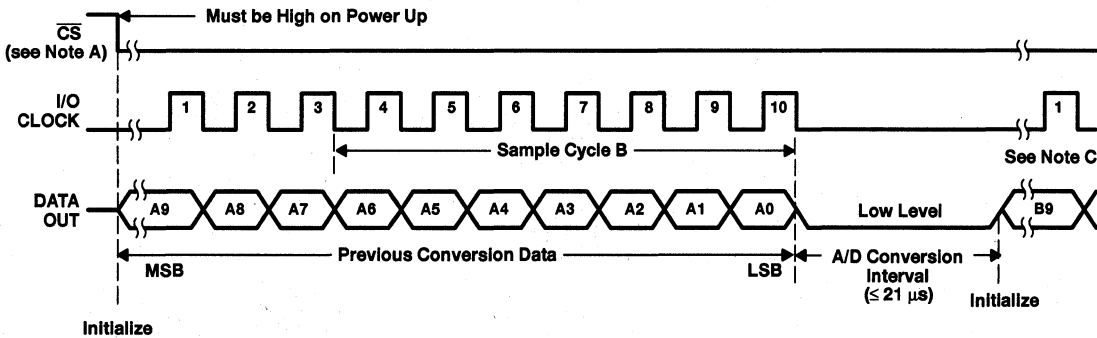 Must be High on Power Up
CS
(see Note A)
I/O
CLOCK
1 2 3 4 5 6 7 8 9 10 1
Sample Cycle B
See Note C
DATA
OUT
A9 A8 A7 A6 A5 A4 A3 A2 A1 A0 Low Level B9
Previous Conversion Data
MSB LSB
A/D Conversion
Interval
(≤ 21 μs)
Initialize
Initialize